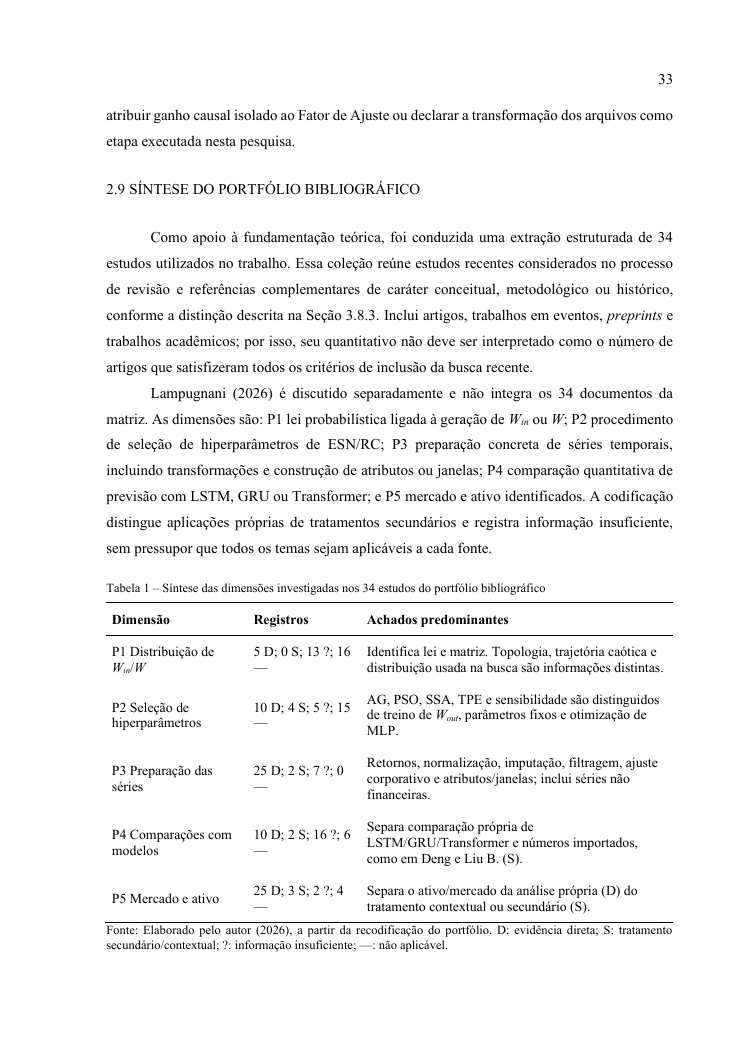 33
atribuir ganho causal isolado ao Fator de Ajuste ou declarar a transformação dos arquivos como
etapa executada nesta pesquisa.
2.9 SÍNTESE DO PORTFÓLIO BIBLIOGRÁFICO
Como apoio à fundamentação teórica, foi conduzida uma extração estruturada de 34
estudos utilizados no trabalho. Essa coleção reúne estudos recentes considerados no processo
de revisão e referências complementares de caráter conceitual, metodológico ou histórico,
conforme a distinção descrita na Seção 3.8.3. Inclui artigos, trabalhos em eventos, preprints e
trabalhos acadêmicos; por isso, seu quantitativo não deve ser interpretado como o número de
artigos que satisfizeram todos os critérios de inclusão da busca recente.
Lampugnani (2026) é discutido separadamente e não integra os 34 documentos da
matriz. As dimensões são: P1 lei probabilística ligada à geração de Win ou W; P2 procedimento
de seleção de hiperparâmetros de ESN/RC; P3 preparação concreta de séries temporais,
incluindo transformações e construção de atributos ou janelas; P4 comparação quantitativa de
previsão com LSTM, GRU ou Transformer; e P5 mercado e ativo identificados. A codificação
distingue aplicações próprias de tratamentos secundários e registra informação insuficiente,
sem pressupor que todos os temas sejam aplicáveis a cada fonte.
Tabela 1 – Síntese das dimensões investigadas nos 34 estudos do portfólio bibliográfico
Dimensão Registros Achados predominantes
P1 Distribuição de
Win/W
5 D; 0 S; 13 ?; 16
—
Identifica lei e matriz. Topologia, trajetória caótica e
distribuição usada na busca são informações distintas.
P2 Seleção de
hiperparâmetros
10 D; 4 S; 5 ?; 15
—
AG, PSO, SSA, TPE e sensibilidade são distinguidos
de treino de Wout, parâmetros fixos e otimização de
MLP.
P3 Preparação das
séries
25 D; 2 S; 7 ?; 0
—
Retornos, normalização, imputação, filtragem, ajuste
corporativo e atributos/janelas; inclui séries não
financeiras.
P4 Comparações com
modelos
10 D; 2 S; 16 ?; 6
—
Separa comparação própria de
LSTM/GRU/Transformer e números importados,
como em Deng e Liu B. (S).
P5 Mercado e ativo
25 D; 3 S; 2 ?; 4
—
Separa o ativo/mercado da análise própria (D) do
tratamento contextual ou secundário (S).
Fonte: Elaborado pelo autor (2026), a partir da recodificação do portfólio. D: evidência direta; S: tratamento
secundário/contextual; ?: informação insuficiente; —: não aplicável.